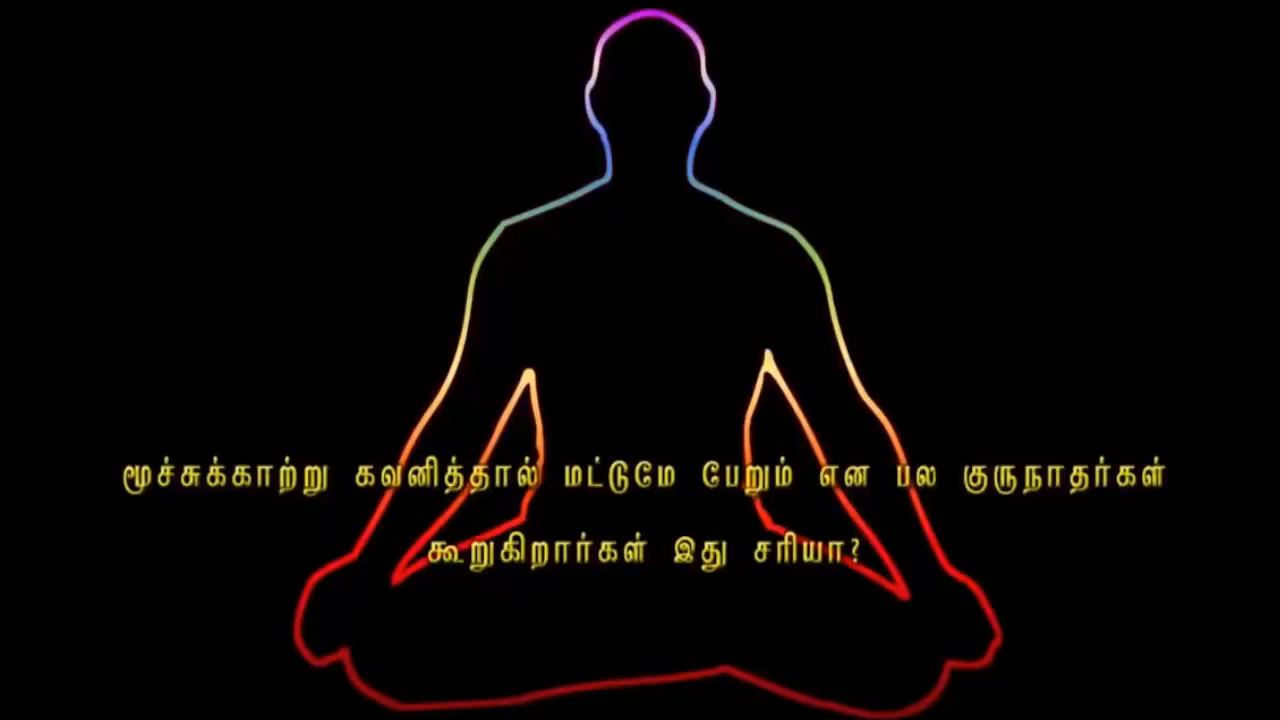 மூச்சுக்காற்று கவனித்தால் மட்டுமே பேறும் என பல குருநாதர்கள்
கூறுகிறார்கள் இது சரியா?